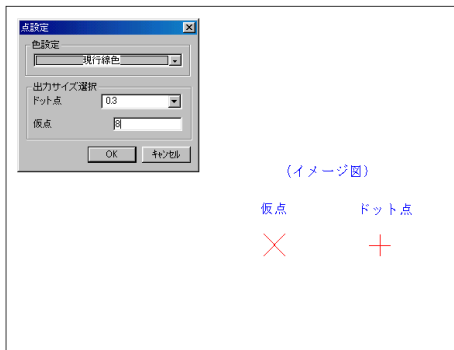 点設定
色設定
現行線色
出力サイズ選択
ドット点 0.3
仮点 8
OK キャンセル
(イメージ図)
仮点 ドット点